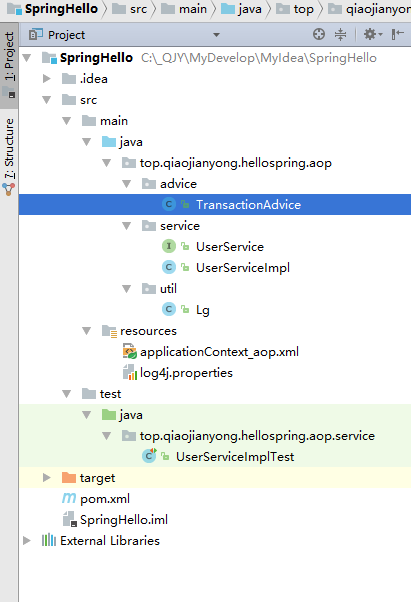 SpringHello src main java top qiaojianyon
Project
SpringHello C:\_QJY\MyDevelop\MyIdea\SpringHello
.idea
src
main
java
top.qiaojianyong.hellospring.aop
advice
TransactionAdvice
service
UserService
UserServiceImpl
util
Lg
resources
applicationContext_aop.xml
log4j.properties
test
java
top.qiaojianyong.hellospring.aop.service
UserServiceImplTest
target
pom.xml
SpringHello.iml
External Libraries
1: Project
7: Structure